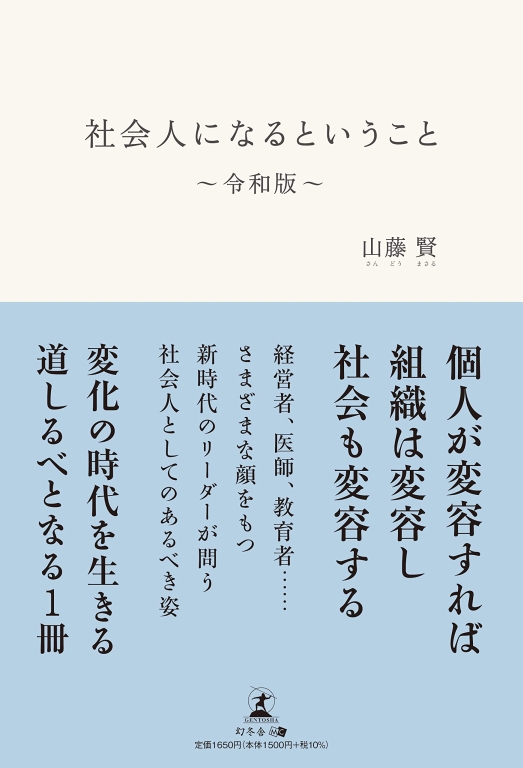 社会人になるということ
〜令和版〜
山藤 賢
さん どう まさる
個人が変容すれば
組織は変容し
社会も変容する
経営者、医師、教育者……
さまざまな顔をもつ
新時代のリーダーが問う
社会人としてのあるべき姿
変化の時代を生きる
道しるべとなる1冊
GENTOSHA
幻冬舎 MC
定価1650円(本体1500円+税10%)